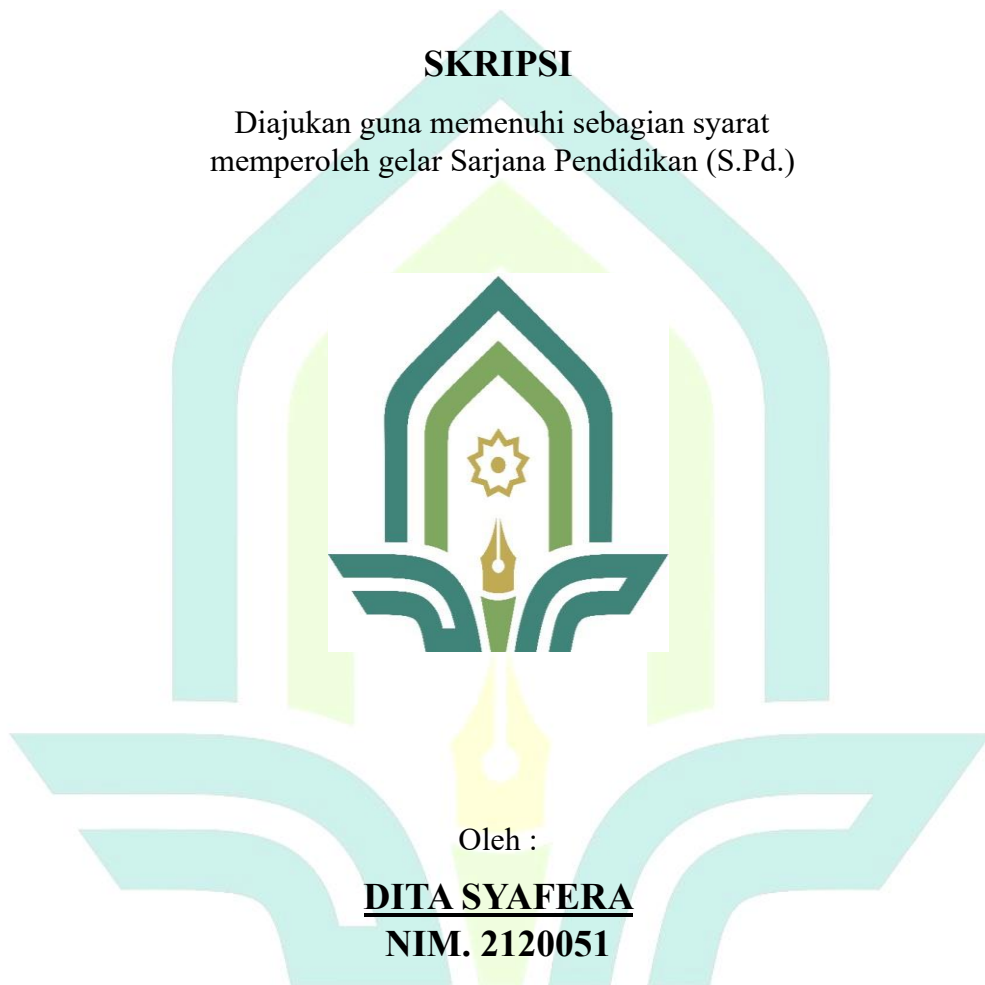 SKRIPSI
Diajukan guna memenuhi sebagian syarat
memperoleh gelar Sarjana Pendidikan (S.Pd.)
Oleh :
DITA SYAFERA
NIM. 2120051